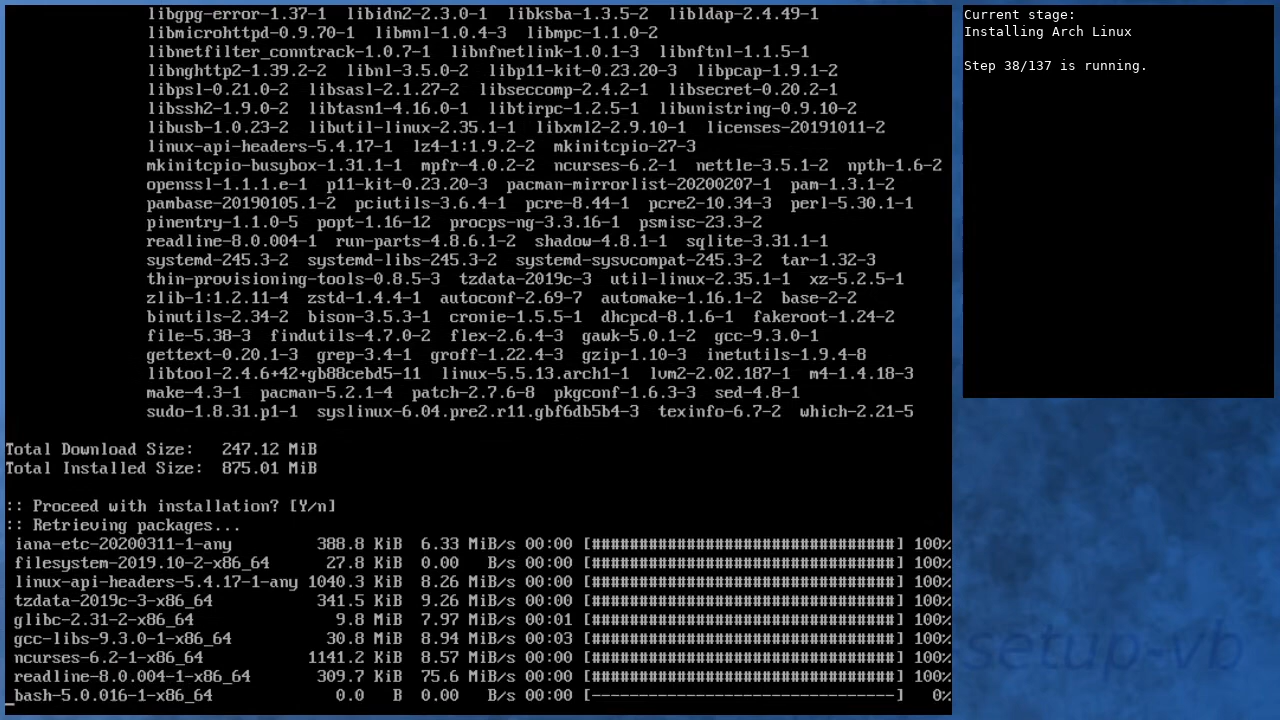 libgpg-error-1.37-1 libidn2-2.3.0-1 libksba-1.3.5-2 libldap-2.4.49-1
libmicrohttpd-0.9.70-1 libmnl-1.0.4-3 libmpc-1.1.0-2
libnetfilter_conntrack-1.0.7-1 libnfnetlink-1.0.1-3 libnftnl-1.1.5-1
libnghttp2-1.39.2-2 libnl-3.5.0-2 libp11-kit-0.23.20-3 libpcap-1.9.1-2
libpsl-0.21.0-2 libsasl-2.1.27-2 libseccomp-2.4.2-1 libsecret-0.20.2-1
libssh2-1.9.0-2 libtasn1-4.16.0-1 libtirpc-1.2.5-1 libunistring-0.9.10-2
libusb-1.0.23-2 libutil-linux-2.35.1-1 libxml2-2.9.10-1 licenses-20191011-2
linux-api-headers-5.4.17-1 lz4-1:1.9.2-2 mkinitcpio-27-3
mkinitcpio-busybox-1.31.1-1 mpfr-4.0.2-2 ncurses-6.2-1 nettle-3.5.1-2 npth-1.6-2
openssl-1.1.1.e-1 p11-kit-0.23.20-3 pacman-mirrorlist-20200207-1 pam-1.3.1-2
pambase-20190105.1-2 pciutils-3.6.4-1 pcre-8.44-1 pcre2-10.34-3 perl-5.30.1-1
pinentry-1.1.0-5 popt-1.16-12 procps-ng-3.3.16-1 psmisc-23.3-2
readline-8.0.004-1 run-parts-4.8.6.1-2 shadow-4.8.1-1 sqlite-3.31.1-1
systemd-245.3-2 systemd-libs-245.3-2 systemd-sysvcompat-245.3-2 tar-1.32-3
thin-provisioning-tools-0.8.5-3 tzdata-2019c-3 util-linux-2.35.1-1 xz-5.2.5-1
zlib-1:1.2.11-4 zstd-1.4.4-1 autoconf-2.69-7 automake-1.16.1-2 base-2-2
binutils-2.34-2 bison-3.5.3-1 cronie-1.5.5-1 dhcpcd-8.1.6-1 fakeroot-1.24-2
file-5.38-3 findutils-4.7.0-2 flex-2.6.4-3 gawk-5.0.1-2 gcc-9.3.0-1
gettext-0.20.1-3 grep-3.4-1 groff-1.22.4-3 gzip-1.10-3 inetutils-1.9.4-8
libtool-2.4.6+42+gb88cebd5-11 linux-5.5.13.arch1-1 lvm2-2.02.187-1 m4-1.4.18-3
make-4.3-1 pacman-5.2.1-4 patch-2.7.6-8 pkgconf-1.6.3-3 sed-4.8-1
sudo-1.8.31.p1-1 syslinux-6.04.pre2.r11.gbf6db5b4-3 texinfo-6.7-2 which-2.21-5
Total Download Size: 247.12 MiB
Total Installed Size: 875.01 MiB
:: Proceed with installation? [Y/n]
:: Retrieving packages...
iana-etc-20200311-1-any 388.8 KiB 6.33 MiB/s 00:00 [################################] 100%
filesystem-2019.10-2-x86_64 27.8 KiB 0.00 B/s 00:00 [################################] 100%
linux-api-headers-5.4.17-1-any 1040.3 KiB 8.26 MiB/s 00:00 [################################] 100%
tzdata-2019c-3-x86_64 341.5 KiB 9.26 MiB/s 00:00 [################################] 100%
glibc-2.31-2-x86_64 9.8 MiB 7.97 MiB/s 00:01 [################################] 100%
gcc-libs-9.3.0-1-x86_64 30.8 MiB 8.94 MiB/s 00:03 [################################] 100%
ncurses-6.2-1-x86_64 1141.2 KiB 8.57 MiB/s 00:00 [################################] 100%
readline-8.0.004-1-x86_64 309.7 KiB 75.6 MiB/s 00:00 [################################] 100%
bash-5.0.016-1-x86_64 0.0 B 0.00 B/s 00:00 [--------------------------------] 0%
_
Current stage:
Installing Arch Linux
Step 38/137 is running.
setup-vb